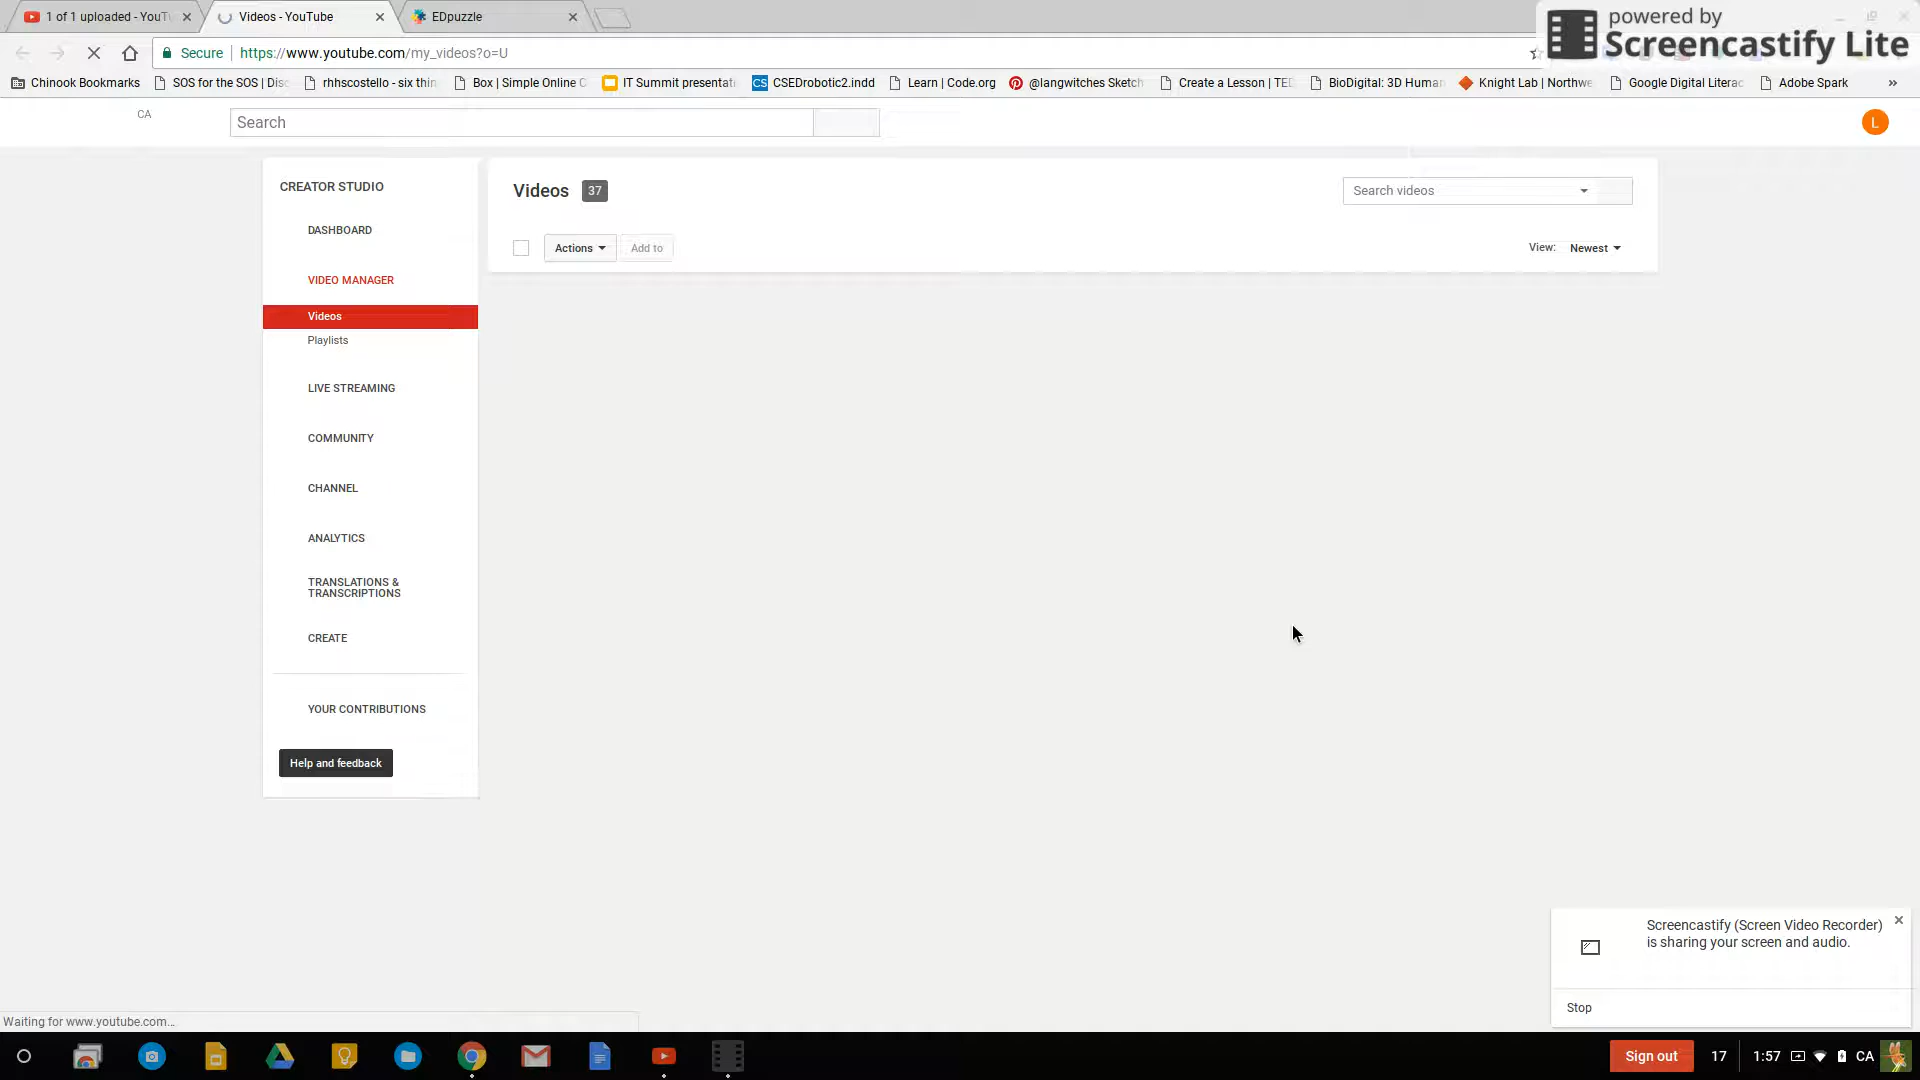 1 of 1 uploaded - YouT
Videos - YouTube
EDpuzzle
powered by
Screencastify Lite
Secure
https://www.youtube.com/my_videos?o=U
Chinook Bookmarks
SOS for the SOS | Disc
rhhscostello - six thin
Box | Simple Online C
IT Summit presentat
CS
CSEDrobotic2.indd
Learn | Code.org
@langwitches Sketch
Create a Lesson | TED
BioDigital: 3D Human
Knight Lab | Northwe
Google Digital Literac
Adobe Spark
»
CA
Search
L
CREATOR STUDIO
DASHBOARD
VIDEO MANAGER
Videos
Playlists
LIVE STREAMING
COMMUNITY
CHANNEL
ANALYTICS
TRANSLATIONS &
TRANSCRIPTIONS
CREATE
YOUR CONTRIBUTIONS
Help and feedback
Videos 37
Search videos
Actions
Add to
View: Newest
Screencastify (Screen Video Recorder)
is sharing your screen and audio.
Stop
Waiting for www.youtube.com...
Sign out
17
1:57
CA